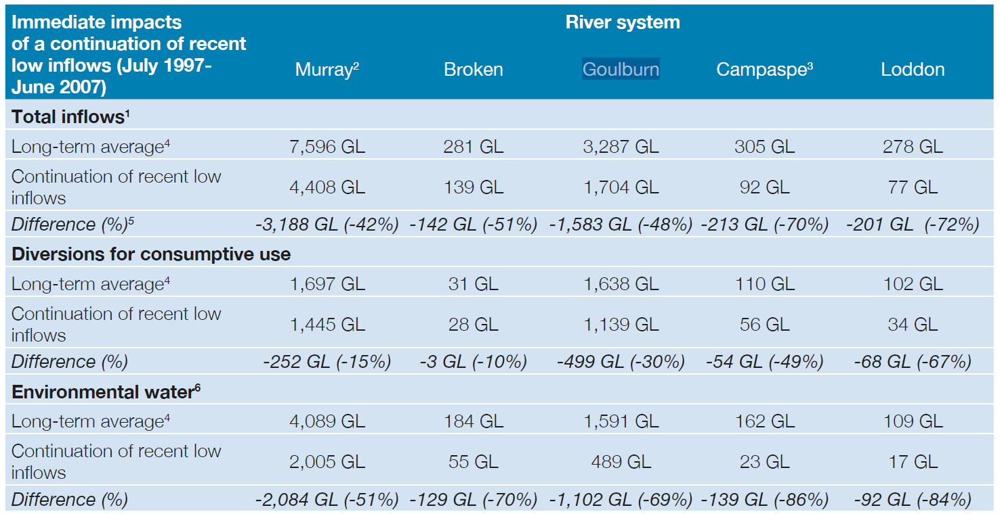 Immediate impacts
of a continuation of recent
low inflows (July 1997-
June 2007)
River system
Murray² Broken Goulburn Campaspe³ Loddon
Total inflows¹
Long-term average⁴ 7,596 GL 281 GL 3,287 GL 305 GL 278 GL
Continuation of recent low
inflows 4,408 GL 139 GL 1,704 GL 92 GL 77 GL
Difference (%)⁵ -3,188 GL (-42%) -142 GL (-51%) -1,583 GL (-48%) -213 GL (-70%) -201 GL (-72%)
Diversions for consumptive use
Long-term average⁴ 1,697 GL 31 GL 1,638 GL 110 GL 102 GL
Continuation of recent low
inflows 1,445 GL 28 GL 1,139 GL 56 GL 34 GL
Difference (%) -252 GL (-15%) -3 GL (-10%) -499 GL (-30%) -54 GL (-49%) -68 GL (-67%)
Environmental water⁶
Long-term average⁴ 4,089 GL 184 GL 1,591 GL 162 GL 109 GL
Continuation of recent low
inflows 2,005 GL 55 GL 489 GL 23 GL 17 GL
Difference (%) -2,084 GL (-51%) -129 GL (-70%) -1,102 GL (-69%) -139 GL (-86%) -92 GL (-84%)